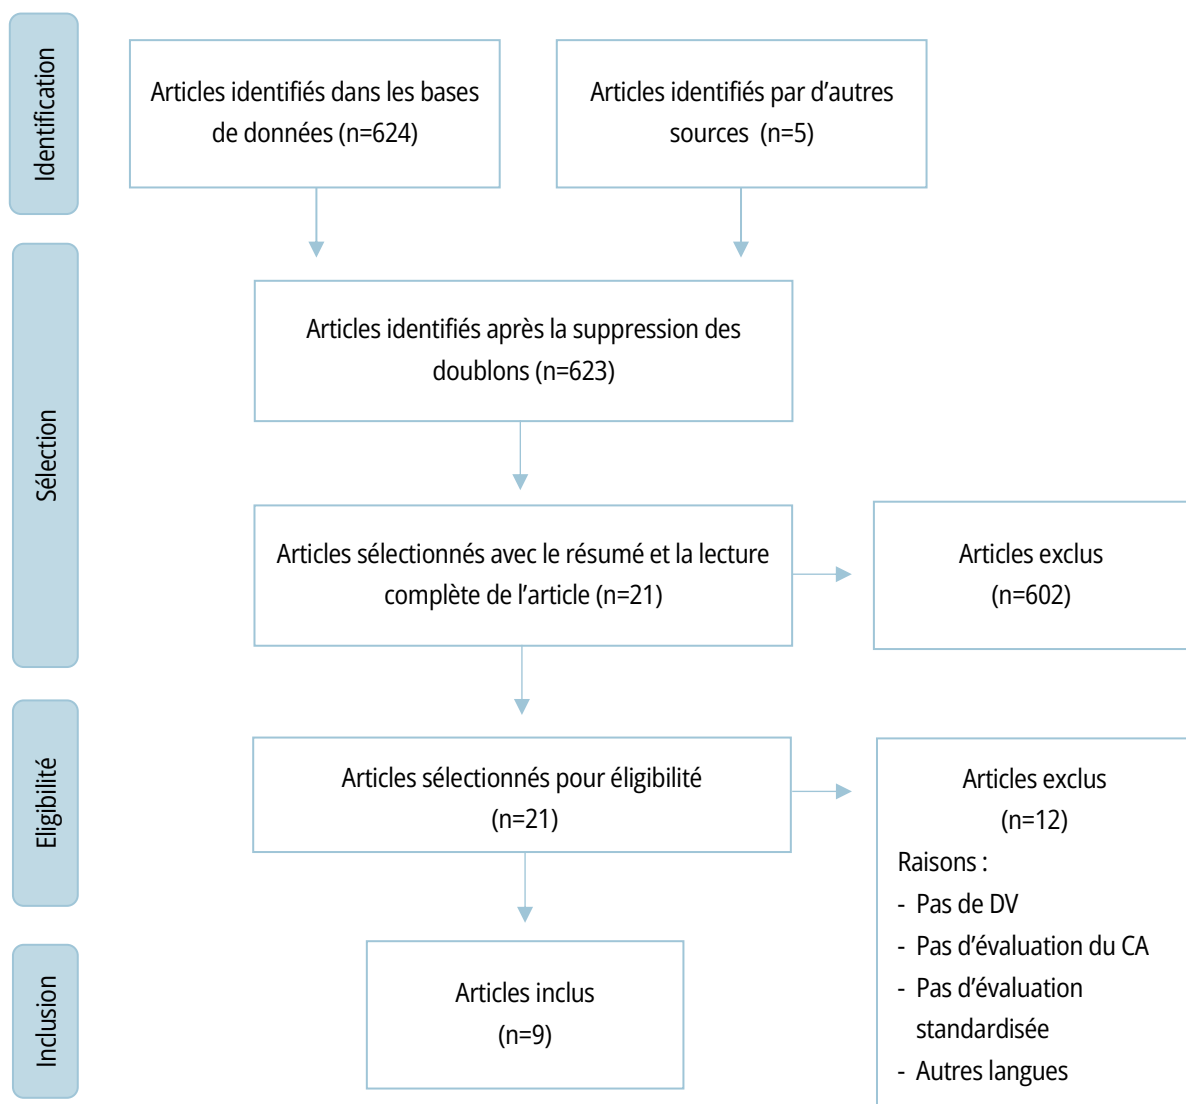 Identification
Articles identifiés dans les bases
de données (n=624)
Articles identifiés par d'autres
sources (n=5)
Sélection
Articles identifiés après la suppression des
doublons (n=623)
Articles sélectionnés avec le résumé et la lecture
complète de l'article (n=21)
Articles exclus
(n=602)
Eligibilité
Articles sélectionnés pour éligibilité
(n=21)
Articles exclus
(n=12)
Raisons :
- Pas de DV
- Pas d'évaluation du CA
- Pas d'évaluation
standardisée
- Autres langues
Inclusion
Articles inclus
(n=9)